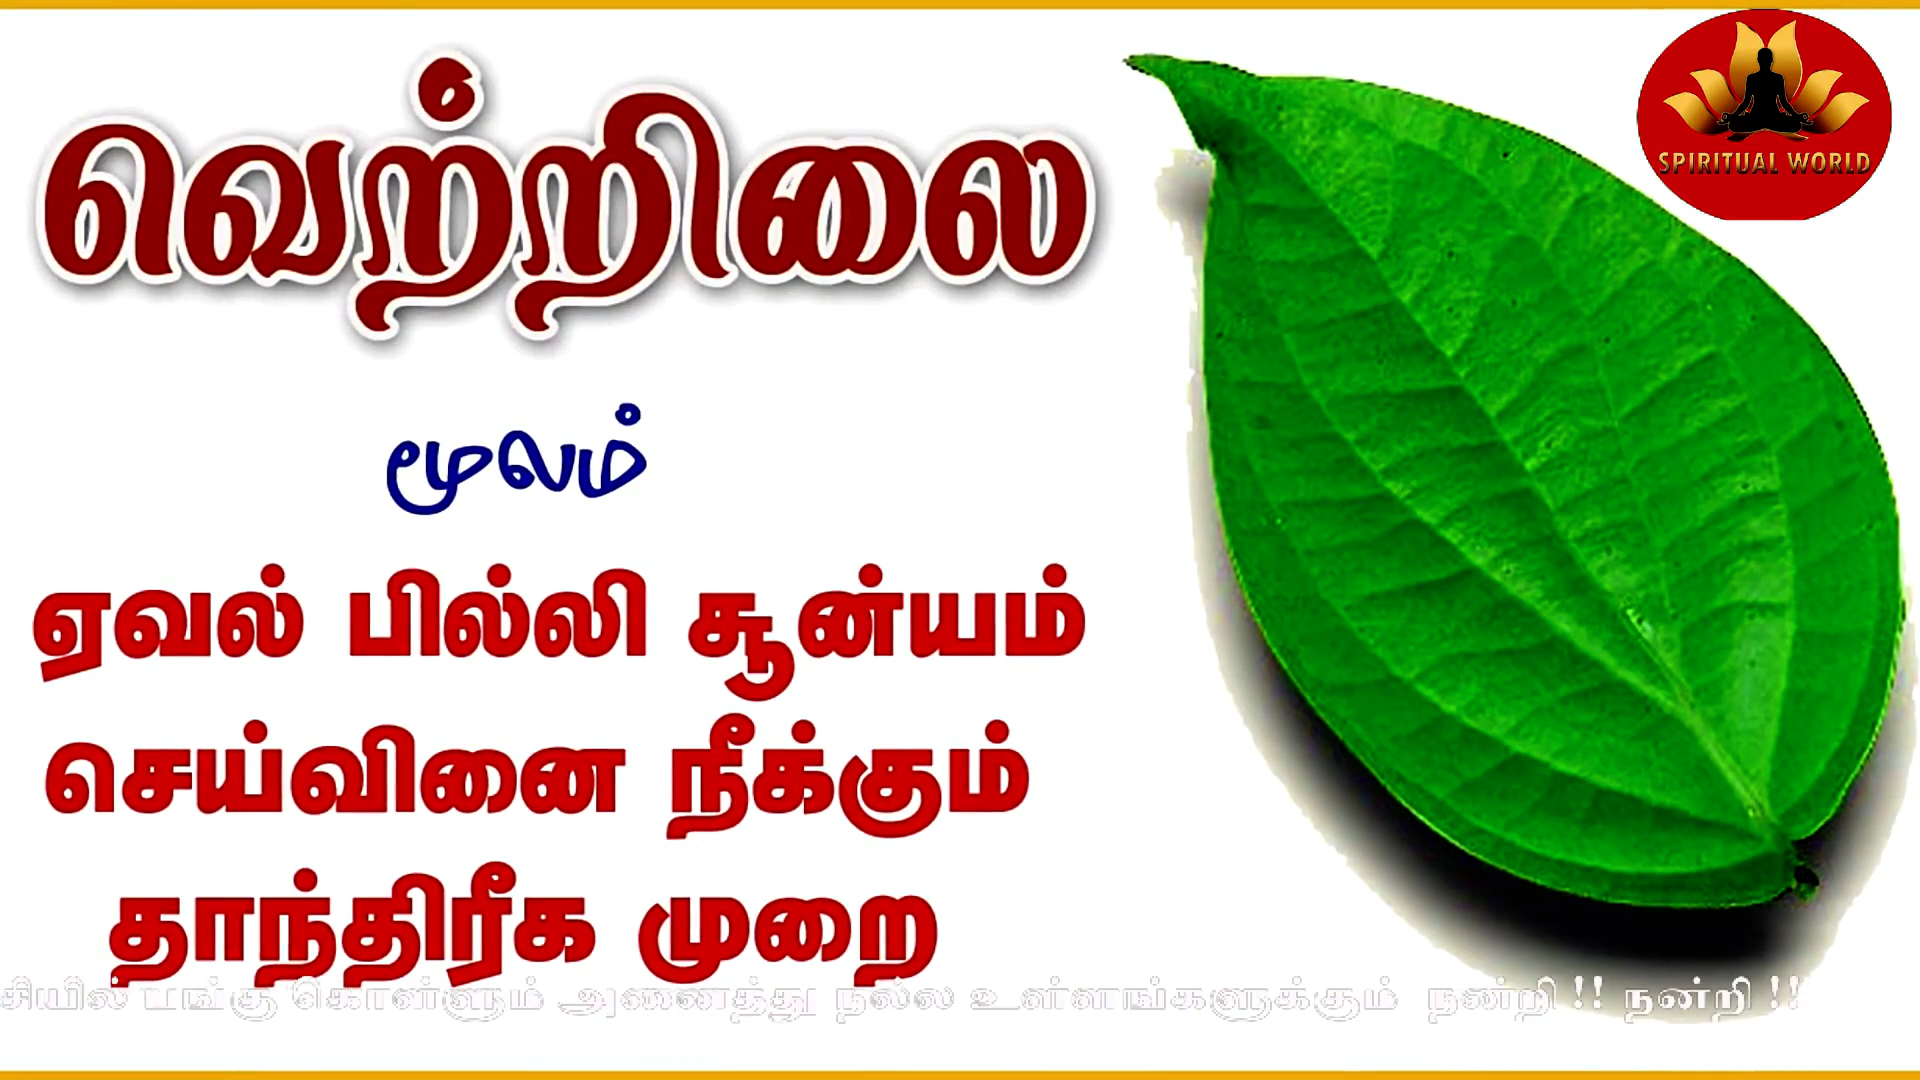 வெற்றிலை
SPIRITUAL WORLD
மூலம்
ஏவல் பில்லி சூன்யம்
செய்வினை நீக்கும்
தாந்திரீக முறை
சியில் பங்கு கொள்ளும் அனைத்து நல்ல உள்ளங்களுக்கும் நன்றி !! நன்றி !!